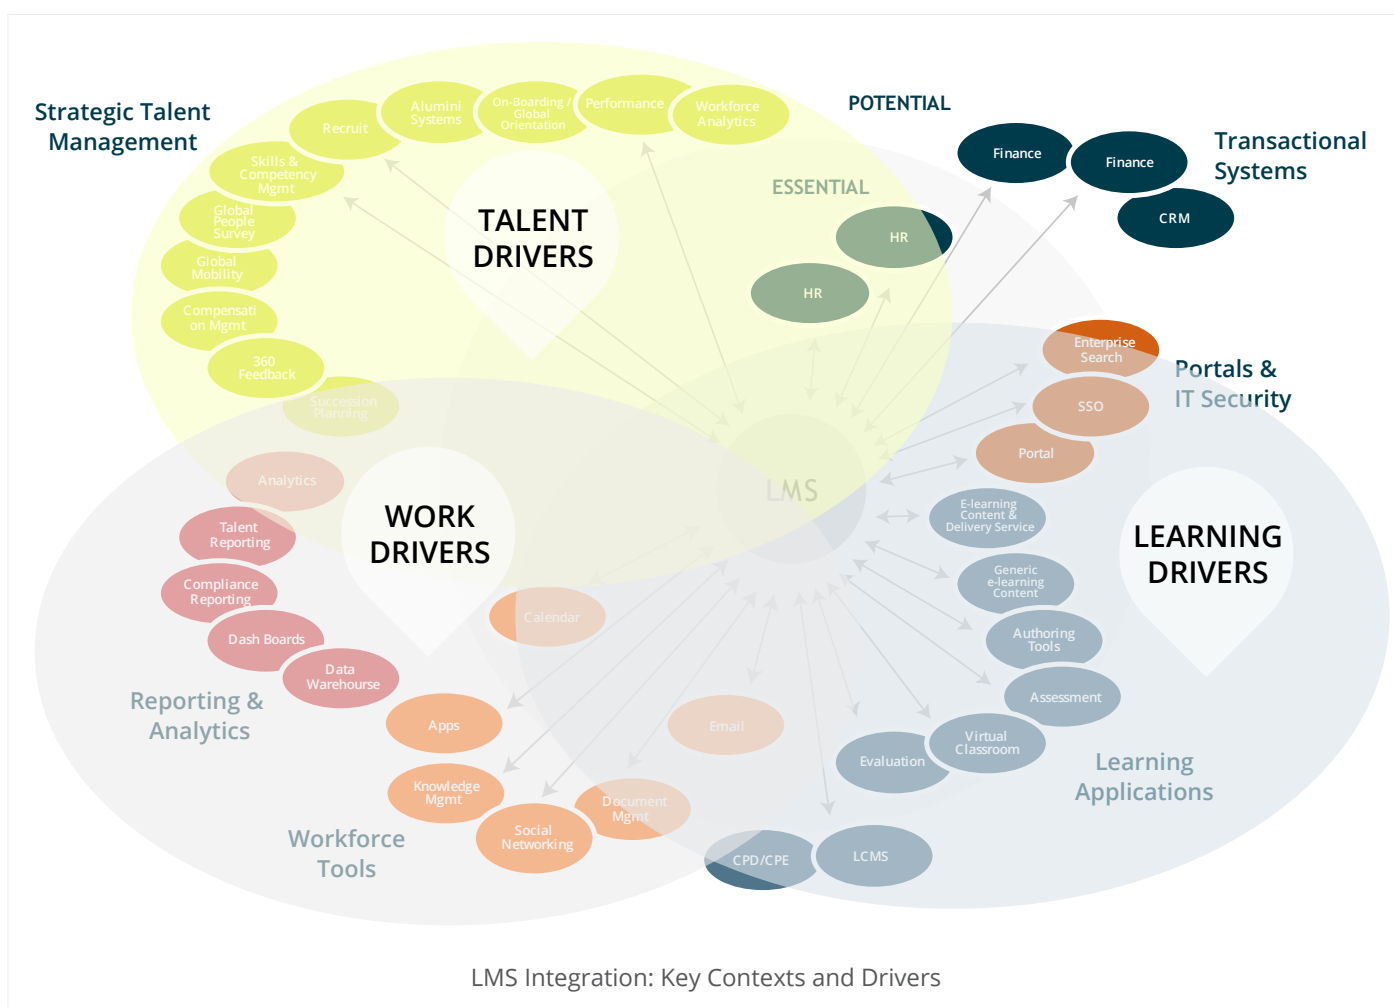 Strategic Talent
Management
Recruit
Alumini
Systems
On-Boarding /
Global
Orientation
Performance
Workforce
Analytics
Skills &
Competency
Mgmt
Global
People
Survey
Global
Mobility
Compensati
on Mgmt
360
Feedback
Succession
Planning
TALENT
DRIVERS
ESSENTIAL
HR
HR
POTENTIAL
Finance
Finance
CRM
Transactional
Systems
Enterprise
Search
SSO
Portal
Portals &
IT Security
LMS
E-learning
Content &
Delivery Service
Generic
e-learning
Content
Authoring
Tools
Assessment
Virtual
Classroom
Evaluation
LCMS
CPD/CPE
Learning
Applications
LEARNING
DRIVERS
WORK
DRIVERS
Analytics
Talent
Reporting
Compliance
Reporting
Dash Boards
Data
Warehourse
Reporting &
Analytics
Calendar
Apps
Email
Knowledge
Mgmt
Social
Networking
Document
Mgmt
Workforce
Tools
LMS Integration: Key Contexts and Drivers